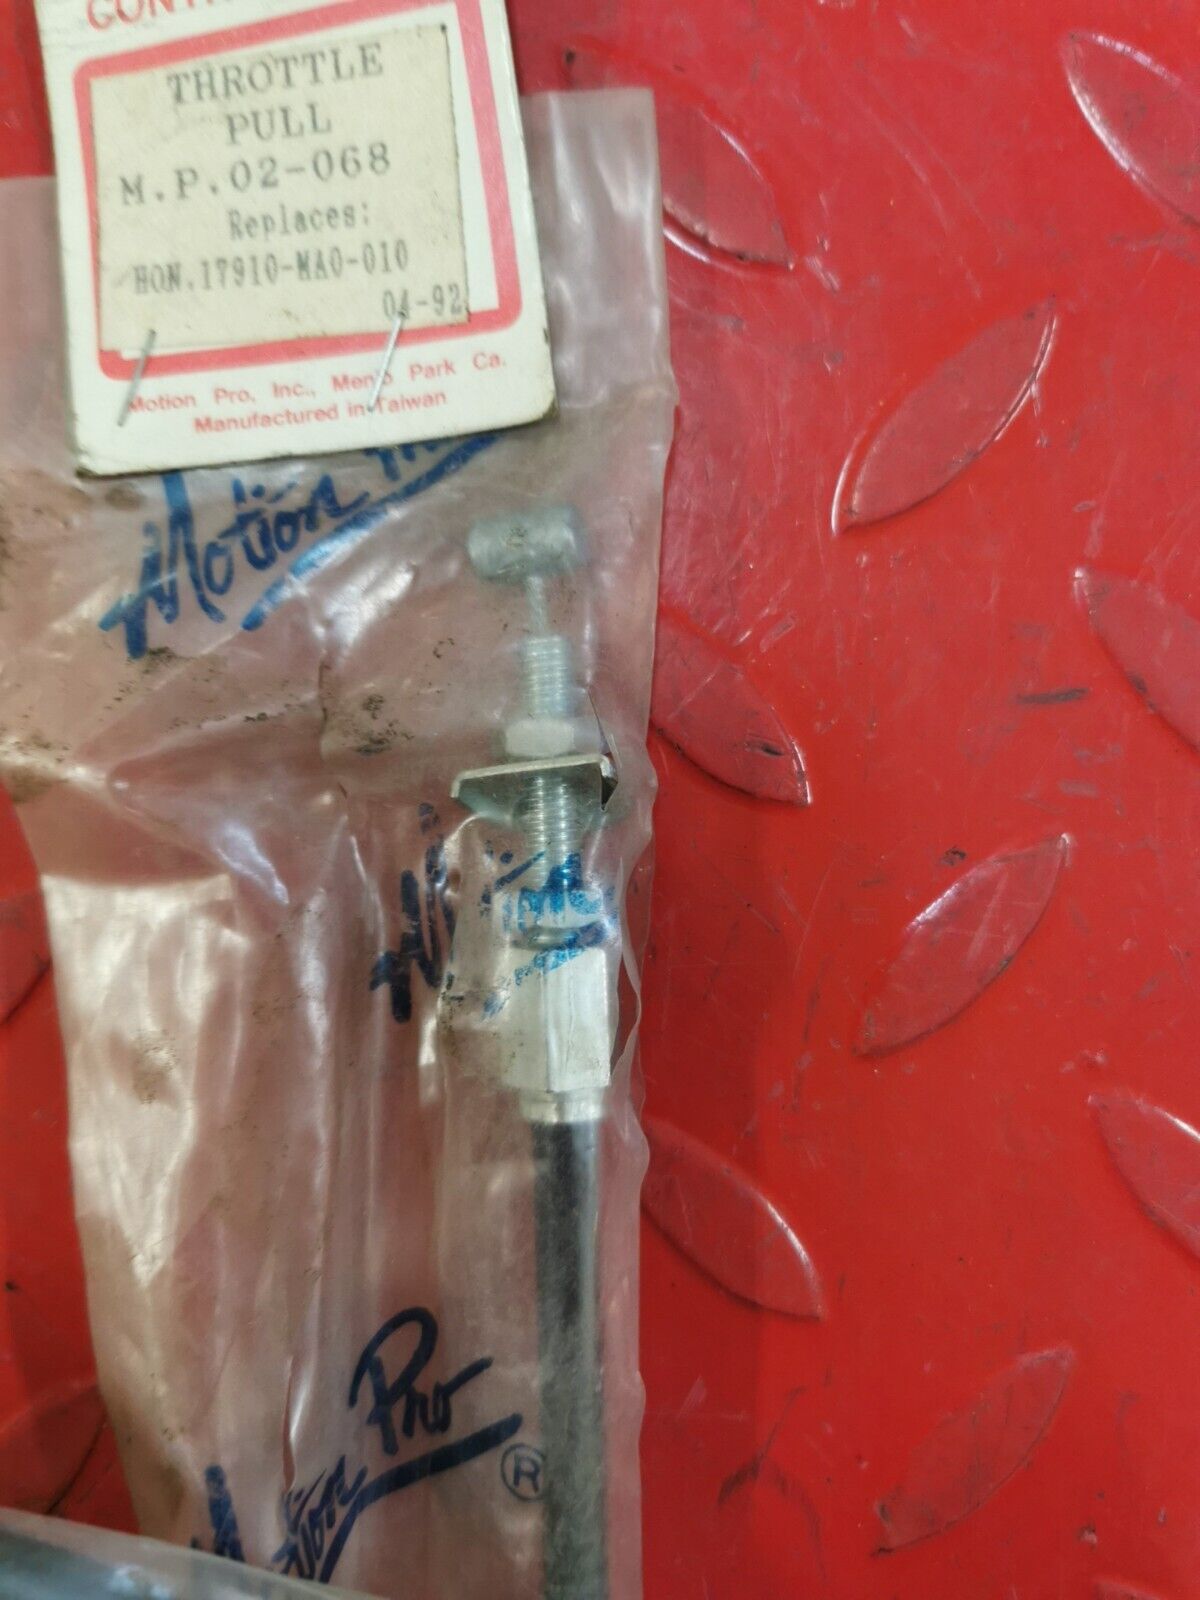 THROTTLE
PULL
M.P.02-068
Replaces:
HON.17910-MA0-010
04-92
Motion Pro, Inc., Menlo Park Ca.
Manufactured in Taiwan
Motion Pro
Motion
Motion Pro ®